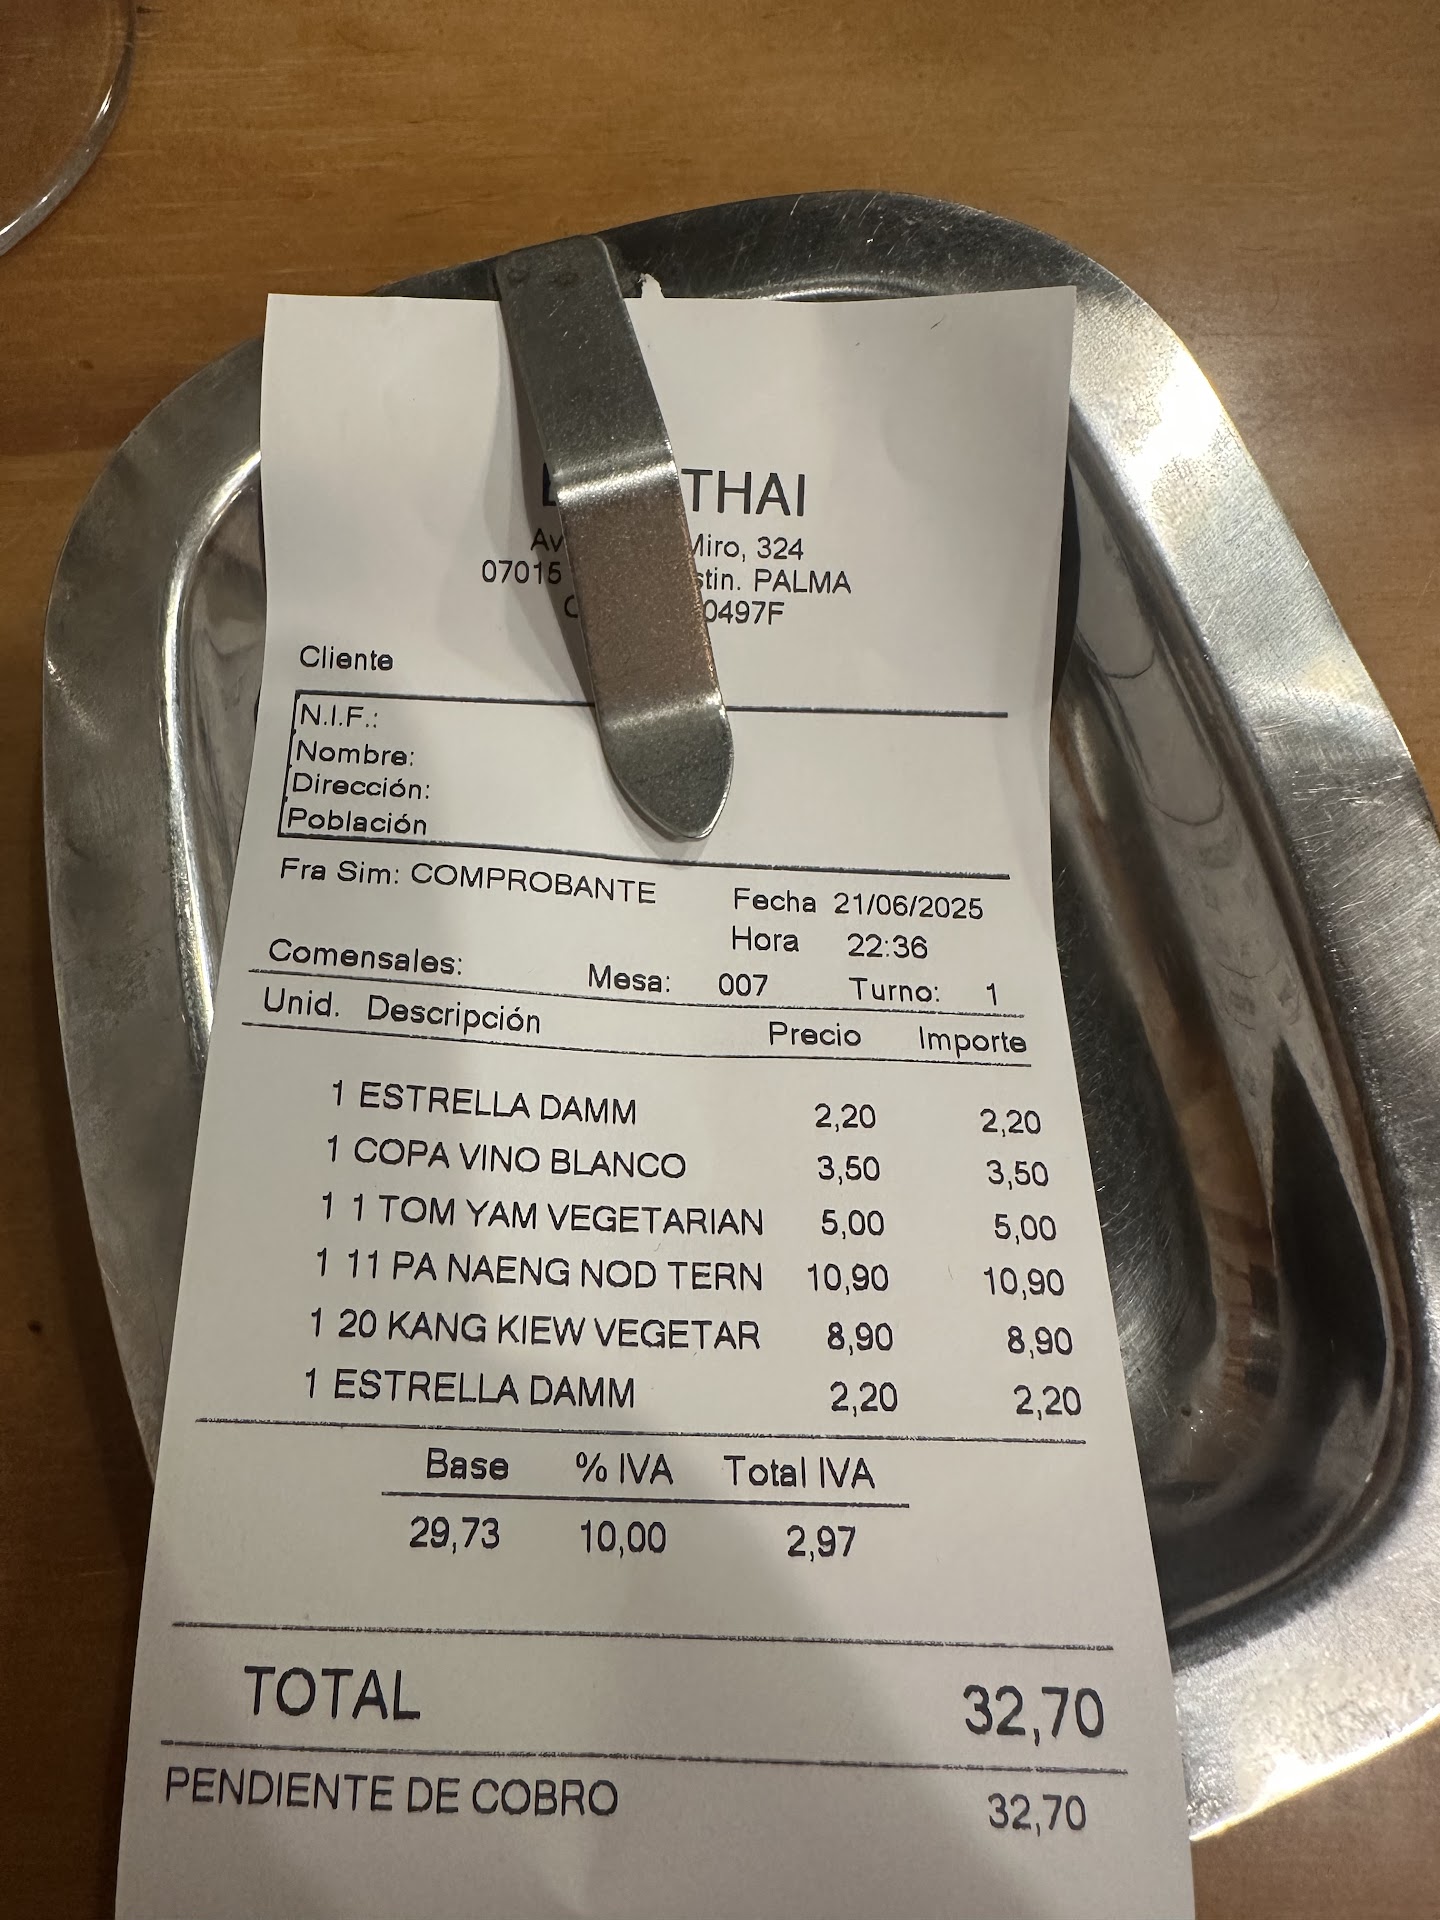 THAI
Miro, 324
07015 PALMA
Cliente
N.I.F.:
Nombre:
Dirección:
Población
Fra Sim: COMPROBANTE Fecha 21/06/2025
Hora 22:36
Comensales: Mesa: 007 Turno: 1
Unid. Descripción Precio Importe
1 ESTRELLA DAMM 2,20 2,20
1 COPA VINO BLANCO 3,50 3,50
1 1 TOM YAM VEGETARIAN 5,00 5,00
1 11 PA NAENG NOD TERN 10,90 10,90
1 20 KANG KIEW VEGETAR 8,90 8,90
1 ESTRELLA DAMM 2,20 2,20
Base % IVA Total IVA
29,73 10,00 2,97
TOTAL 32,70
PENDIENTE DE COBRO 32,70